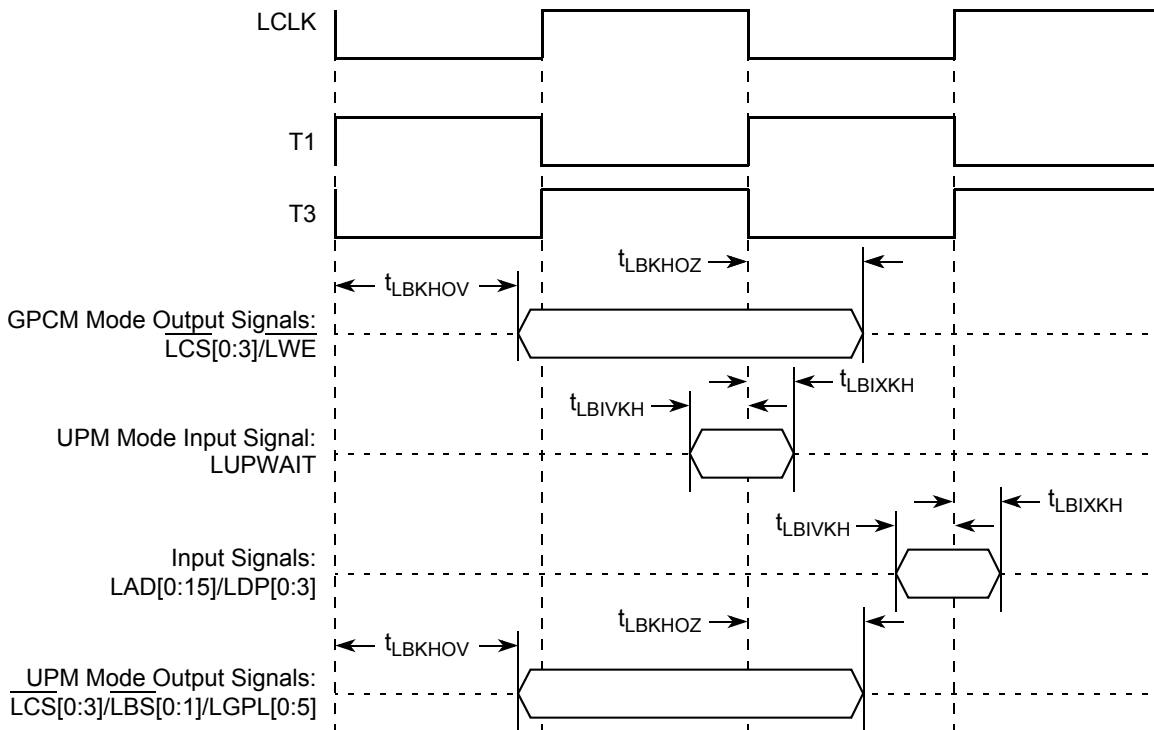 LCLK
T1
T3
tLBKHOZ
tLBKHOV
GPCM Mode Output Signals:
LCS[0:3]/LWE
tLBIXKH
tLBIVKH
UPM Mode Input Signal:
LUPWAIT
tLBIXKH
tLBIVKH
Input Signals:
LAD[0:15]/LDP[0:3]
tLBKHOZ
tLBKHOV
UPM Mode Output Signals:
LCS[0:3]/LBS[0:1]/LGPL[0:5]